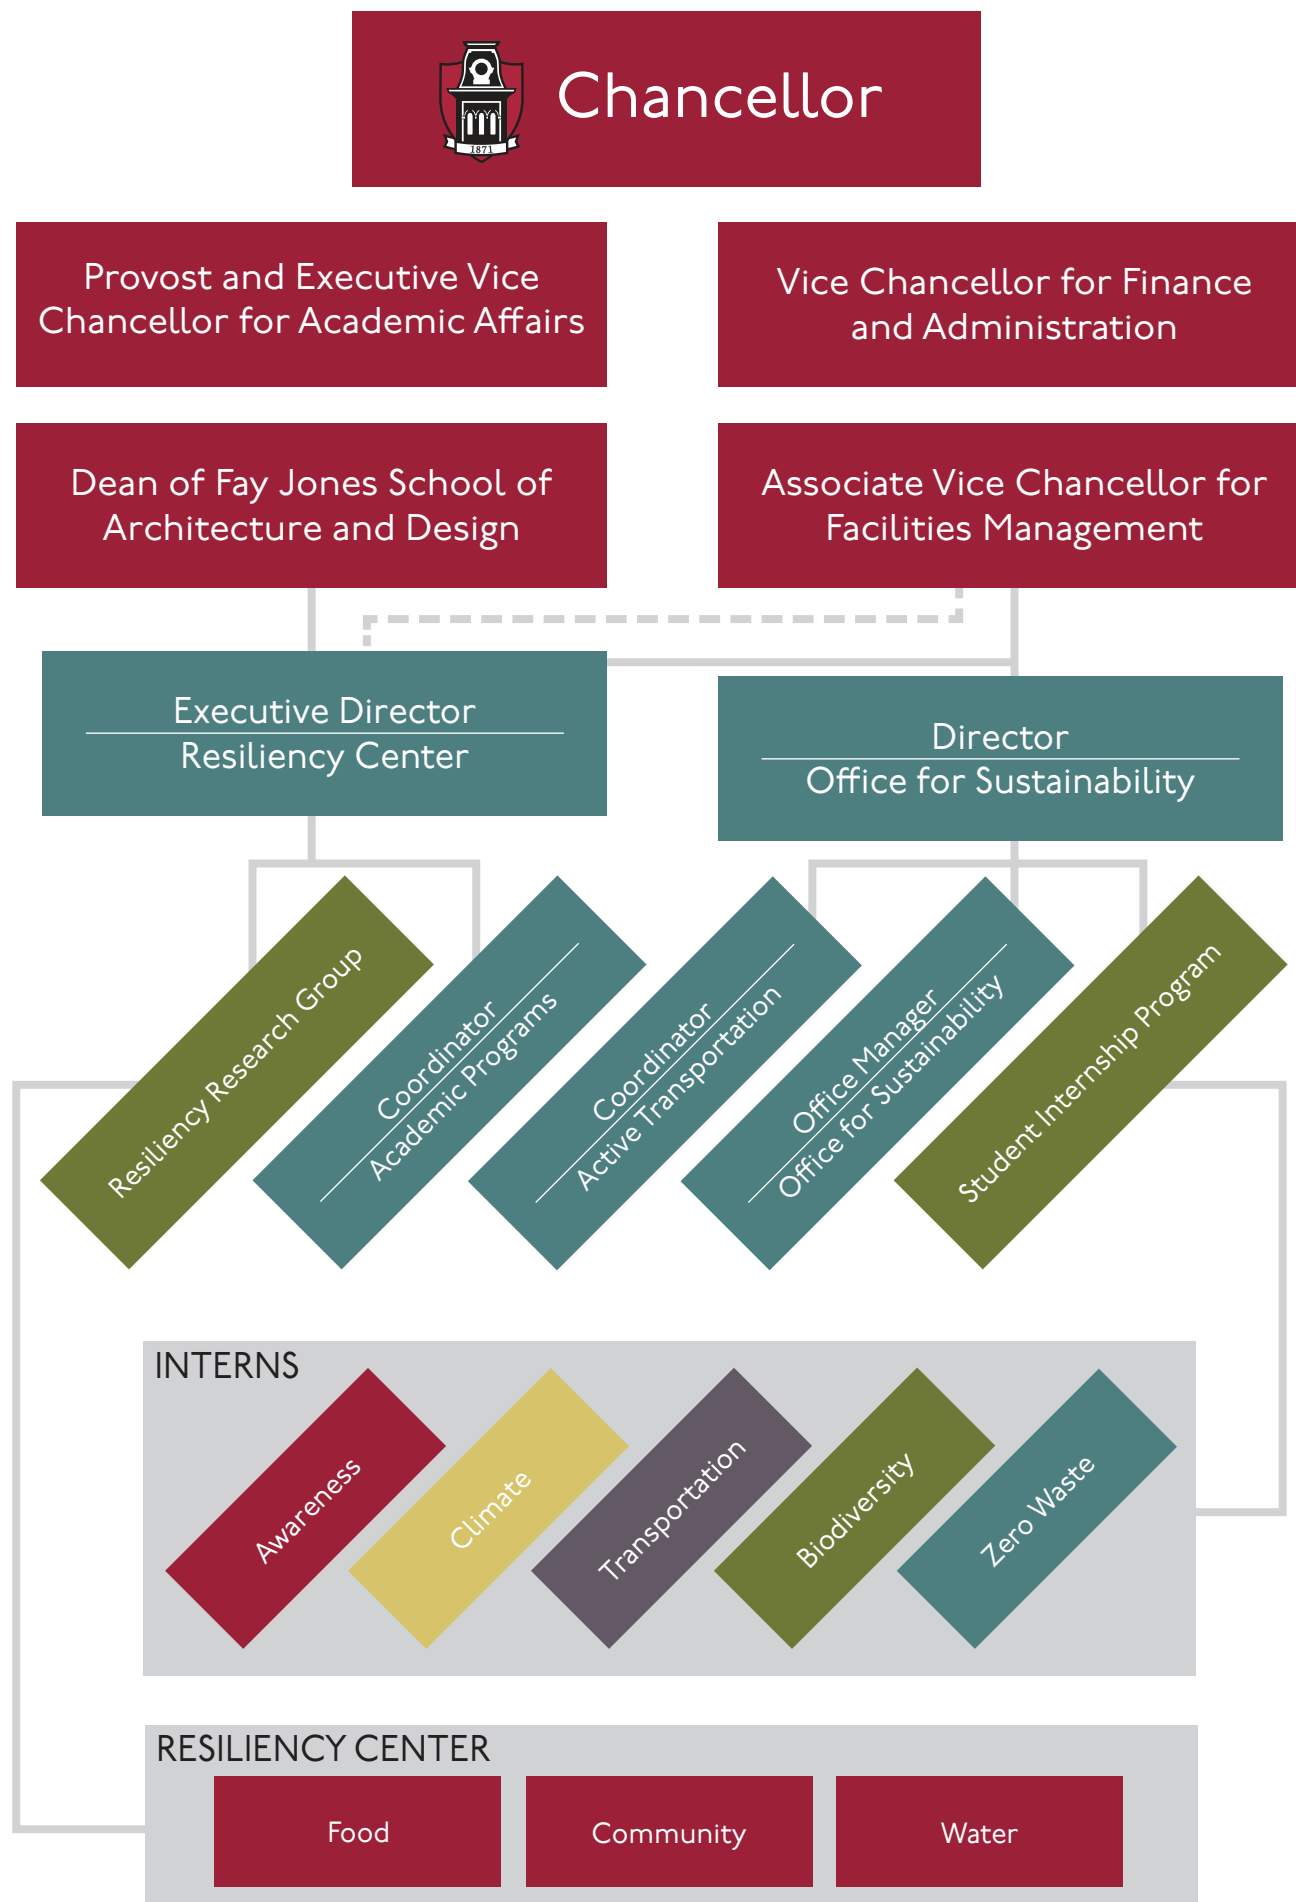 Chancellor
1871
Provost and Executive Vice
Chancellor for Academic Affairs
Vice Chancellor for Finance
and Administration
Dean of Fay Jones School of
Architecture and Design
Associate Vice Chancellor for
Facilities Management
Executive Director
Resiliency Center
Director
Office for Sustainability
Resiliency Research Group
Coordinator
Academic Programs
Coordinator
Active Transportation
Office Manager
Office for Sustainability
Student Internship Program
INTERNS
Awareness
Climate
Transportation
Biodiversity
Zero Waste
RESILIENCY CENTER
Food
Community
Water